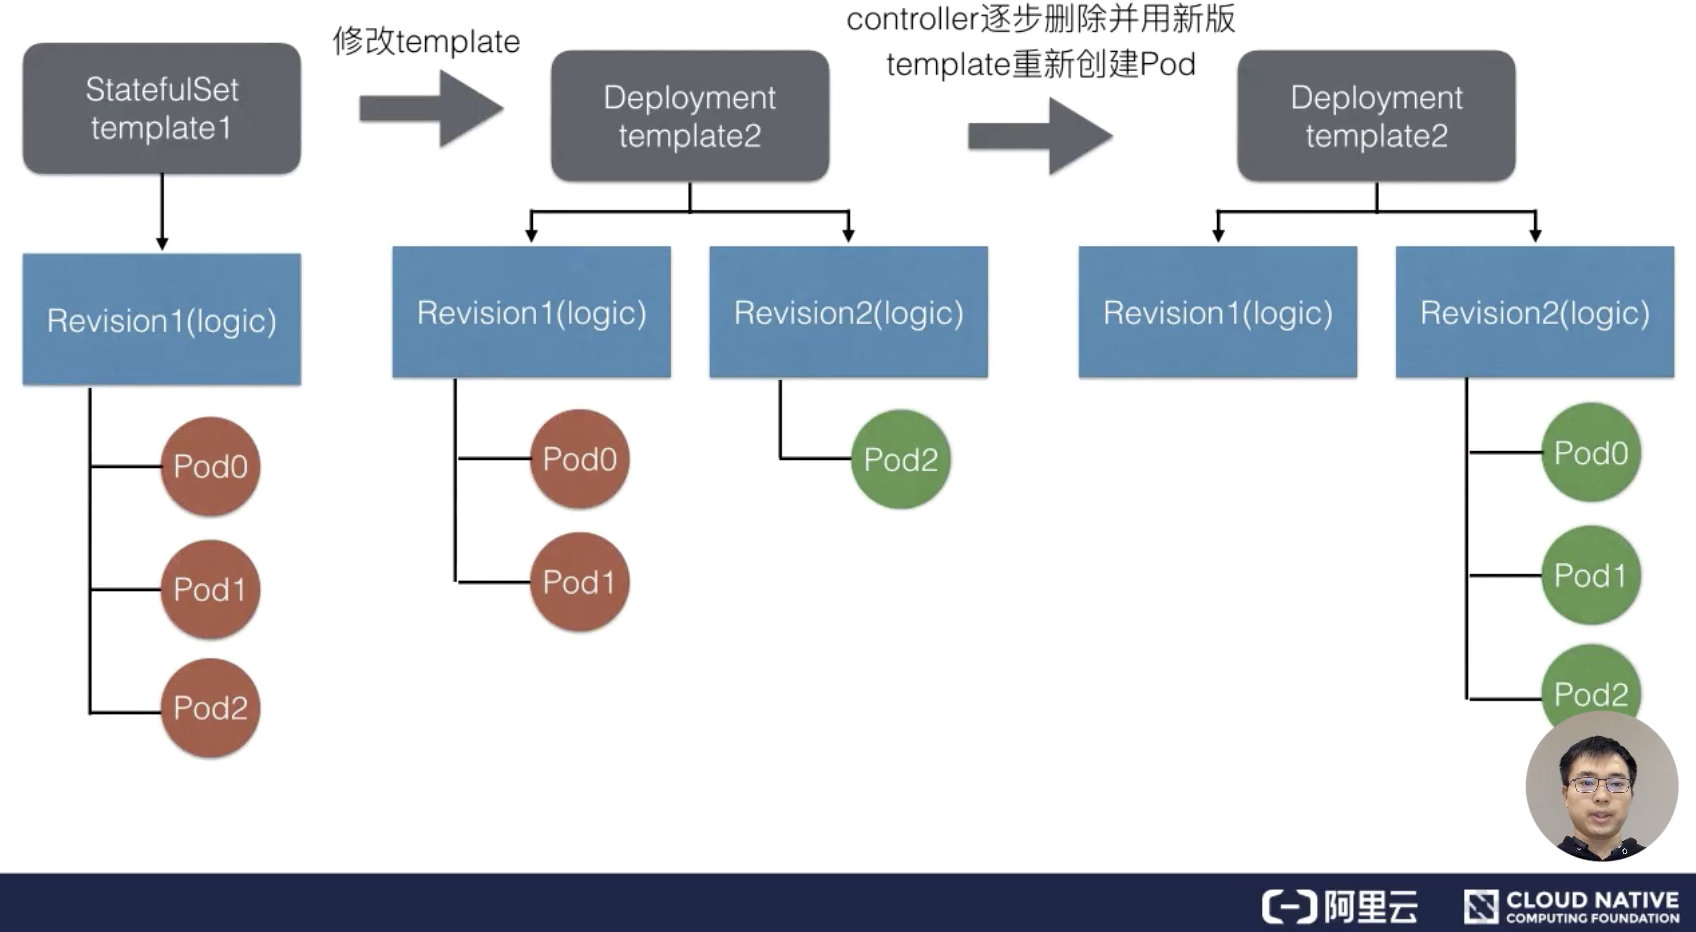 修改template
controller逐步删除并用新版
template重新创建Pod
StatefulSet
template1
Deployment
template2
Deployment
template2
Revision1(logic)
Revision1(logic)
Revision2(logic)
Revision1(logic)
Revision2(logic)
Pod0
Pod1
Pod2
Pod0
Pod1
Pod2
Pod0
Pod1
Pod2
阿里云
CLOUD NATIVE
COMPUTING FOUNDATION